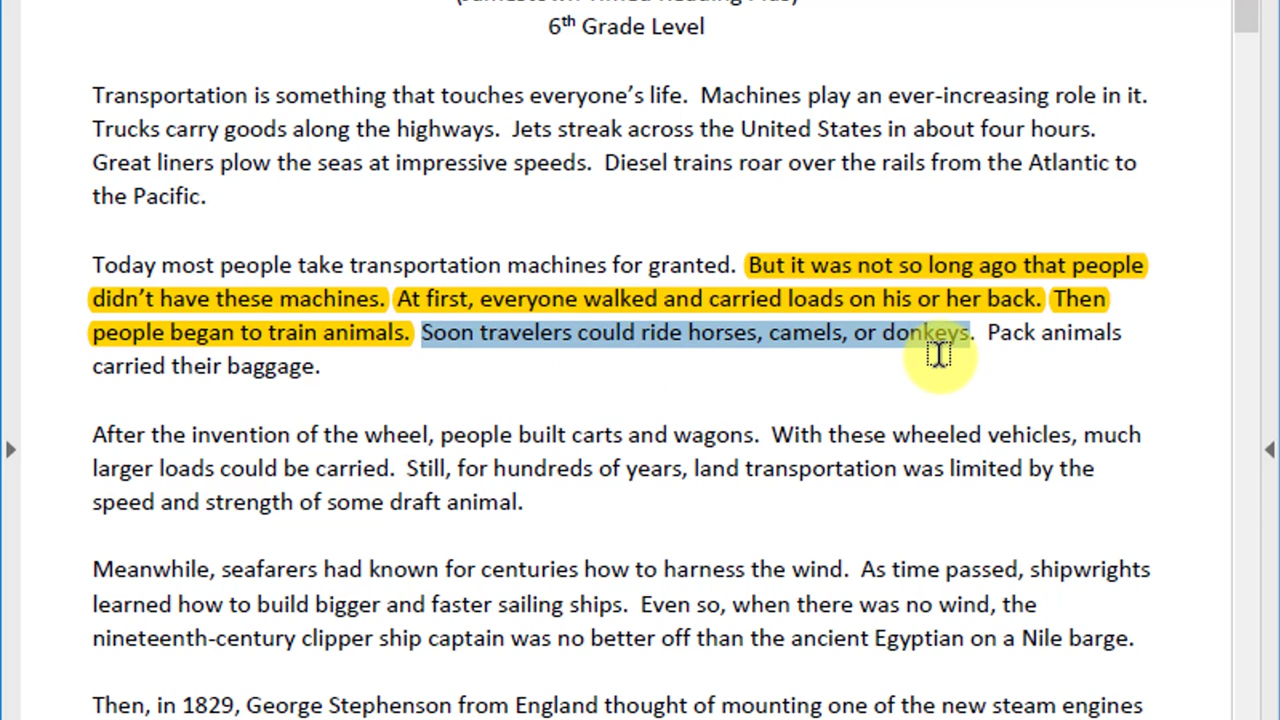 (Jamestown Timed Reading Plus)
6th Grade Level
Transportation is something that touches everyone’s life.  Machines play an ever-increasing role in it.
Trucks carry goods along the highways.  Jets streak across the United States in about four hours.
Great liners plow the seas at impressive speeds.  Diesel trains roar over the rails from the Atlantic to
the Pacific.
Today most people take transportation machines for granted.  But it was not so long ago that people
didn’t have these machines.  At first, everyone walked and carried loads on his or her back.  Then
people began to train animals.  Soon travelers could ride horses, camels, or donkeys.  Pack animals
carried their baggage.
After the invention of the wheel, people built carts and wagons.  With these wheeled vehicles, much
larger loads could be carried.  Still, for hundreds of years, land transportation was limited by the
speed and strength of some draft animal.
Meanwhile, seafarers had known for centuries how to harness the wind.  As time passed, shipwrights
learned how to build bigger and faster sailing ships.  Even so, when there was no wind, the
nineteenth-century clipper ship captain was no better off than the ancient Egyptian on a Nile barge.
Then, in 1829, George Stephenson from England thought of mounting one of the new steam engines